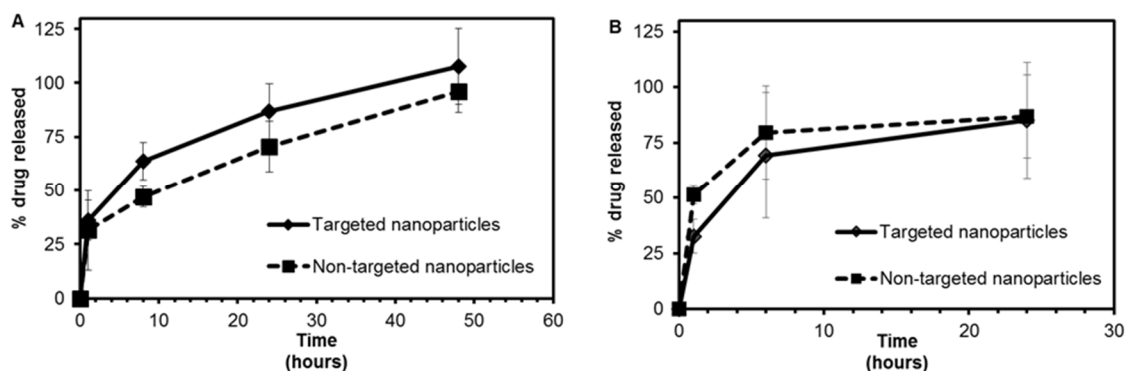 A
125
100
75
50
25
0
% drug released
Targeted nanoparticles
Non-targeted nanoparticles
0 10 20 30 40 50 60
Time
(hours)
B
125
100
75
50
25
0
% drug released
Targeted nanoparticles
Non-targeted nanoparticles
0 10 20 30
Time
(hours)